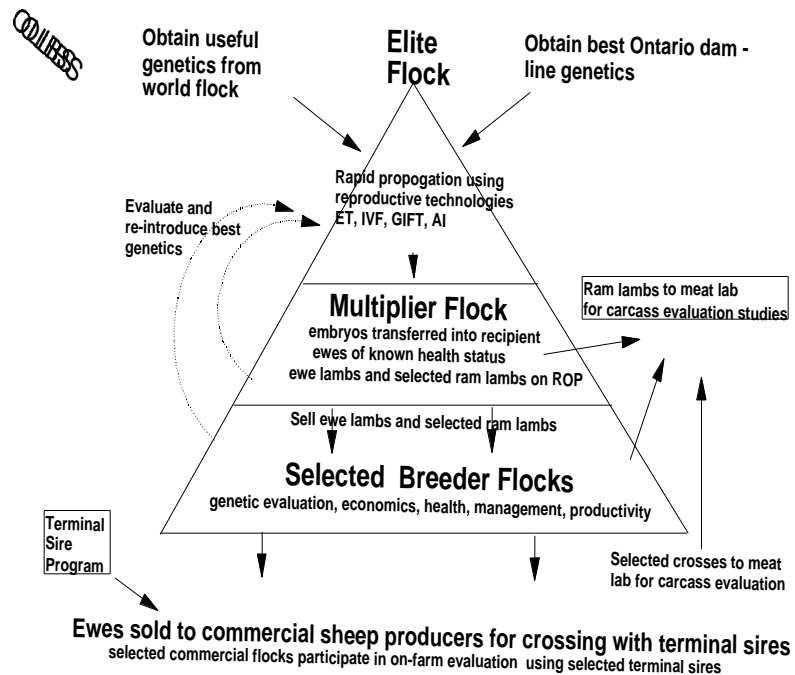 Obtain useful
genetics from
world flock
Elite
Flock
Obtain best Ontario dam -
line genetics
Rapid propogation using
reproductive technologies
ET, IVF, GIFT, AI
Evaluate and
re-introduce best
genetics
Multiplier Flock
embryos transferred into recipient
ewes of known health status
ewe lambs and selected ram lambs on ROP
Ram lambs to meat lab
for carcass evaluation studies
Sell ewe lambs and selected ram lambs
Selected Breeder Flocks
genetic evaluation, economics, health, management, productivity
Terminal
Sire
Program
Selected crosses to meat
lab for carcass evaluation
Ewes sold to commercial sheep producers for crossing with terminal sires
selected commercial flocks participate in on-farm evaluation using selected terminal sires